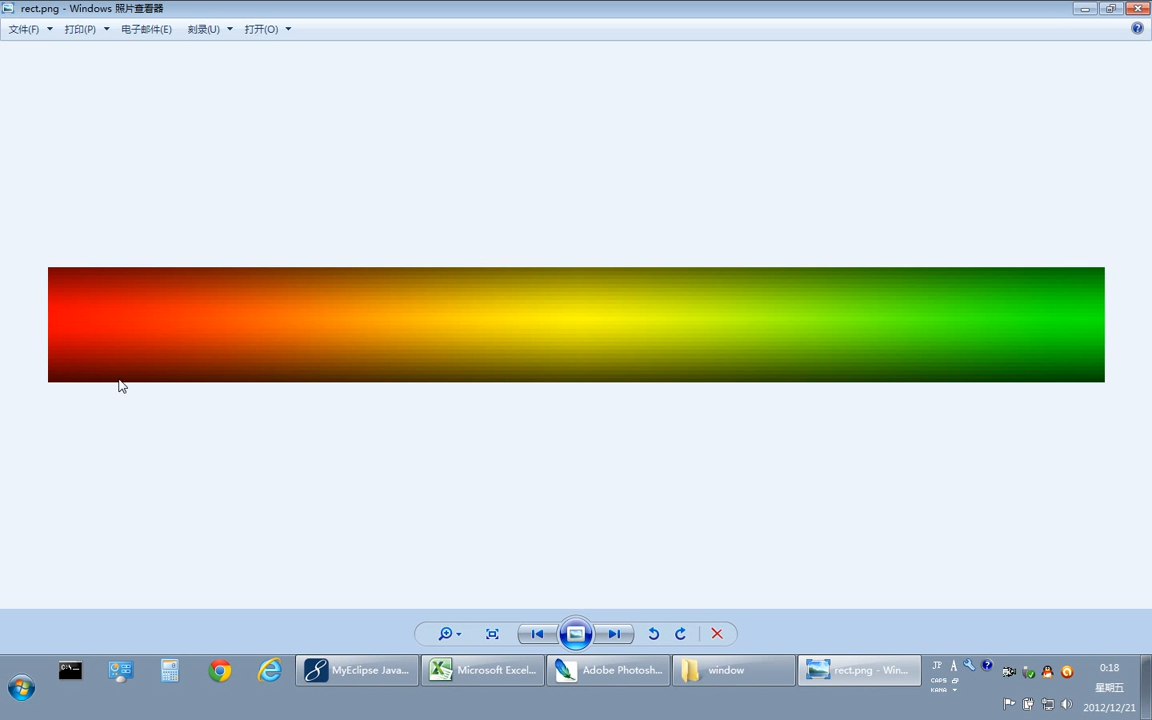 rect.png - Windows 照片查看器
文件(F) 打印(P) 电子邮件(E) 刻录(U) 打开(O)
MyEclipse Java... Microsoft Excel... Adobe Photosh... window rect.png - Win...
JP A
CAPS
KANA
0:18
星期五
2012/12/21